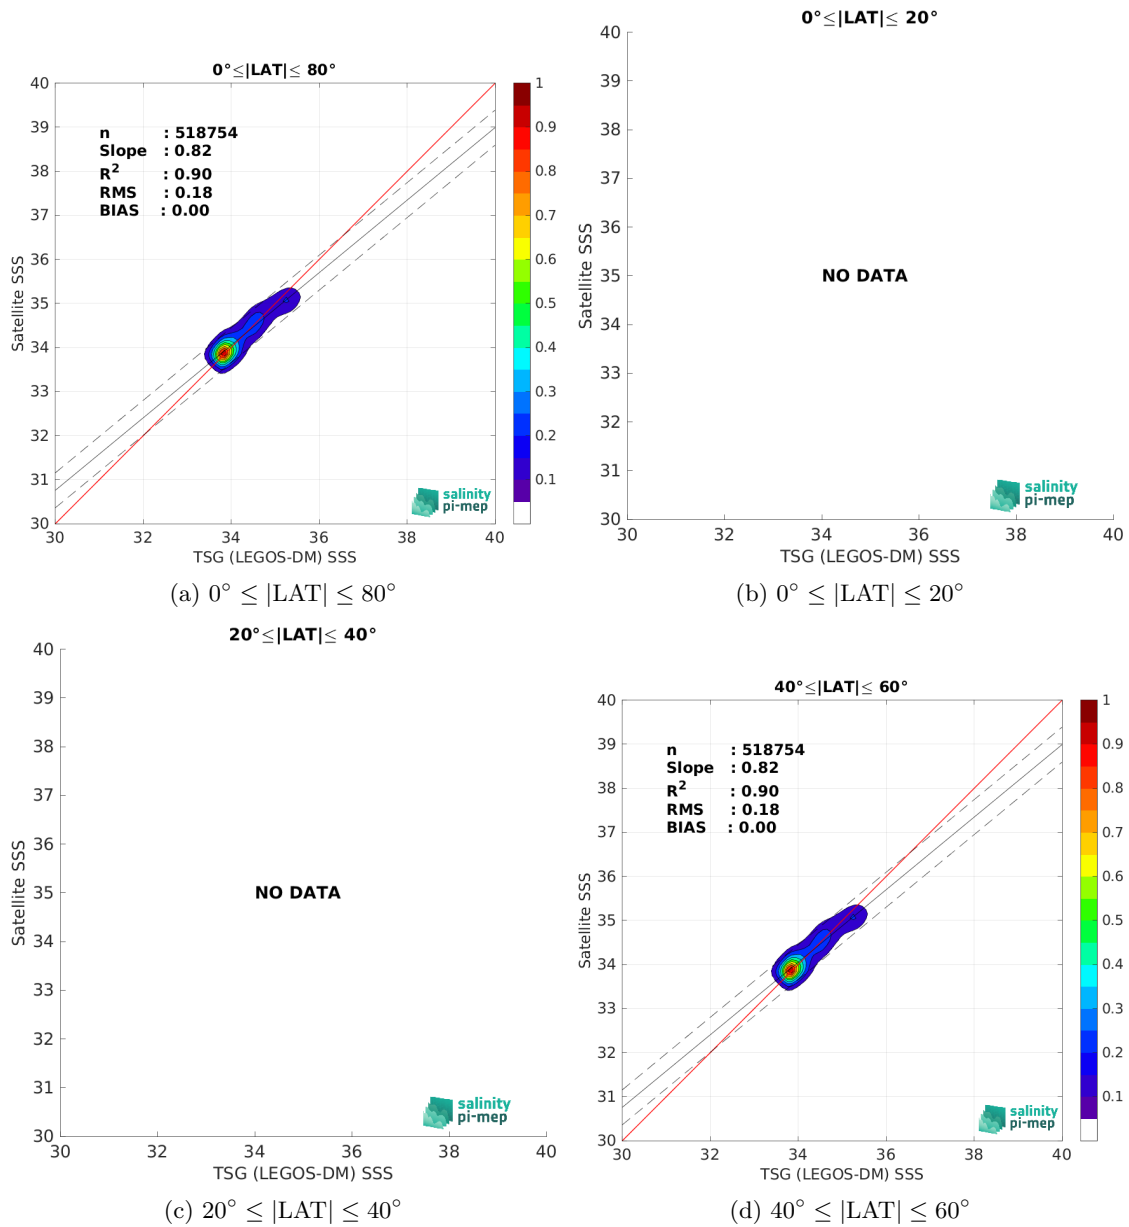 0°≤|LAT|≤ 80°
n : 518754
Slope : 0.82
R² : 0.90
RMS : 0.18
BIAS : 0.00
40
39
38
37
36
35
34
33
32
31
30
30 32 34 36 38 40
Satellite SSS
TSG (LEGOS-DM) SSS
1
0.9
0.8
0.7
0.6
0.5
0.4
0.3
0.2
0.1
salinity
pi-mep
(a) 0° ≤ |LAT| ≤ 80°
0°≤|LAT|≤ 20°
40
39
38
37
36
35
34
33
32
31
30
30 32 34 36 38 40
Satellite SSS
NO DATA
TSG (LEGOS-DM) SSS
salinity
pi-mep
(b) 0° ≤ |LAT| ≤ 20°
20°≤|LAT|≤ 40°
40
39
38
37
36
35
34
33
32
31
30
30 32 34 36 38 40
Satellite SSS
NO DATA
TSG (LEGOS-DM) SSS
salinity
pi-mep
(c) 20° ≤ |LAT| ≤ 40°
40°≤|LAT|≤ 60°
n : 518754
Slope : 0.82
R² : 0.90
RMS : 0.18
BIAS : 0.00
40
39
38
37
36
35
34
33
32
31
30
30 32 34 36 38 40
Satellite SSS
TSG (LEGOS-DM) SSS
1
0.9
0.8
0.7
0.6
0.5
0.4
0.3
0.2
0.1
salinity
pi-mep
(d) 40° ≤ |LAT| ≤ 60°